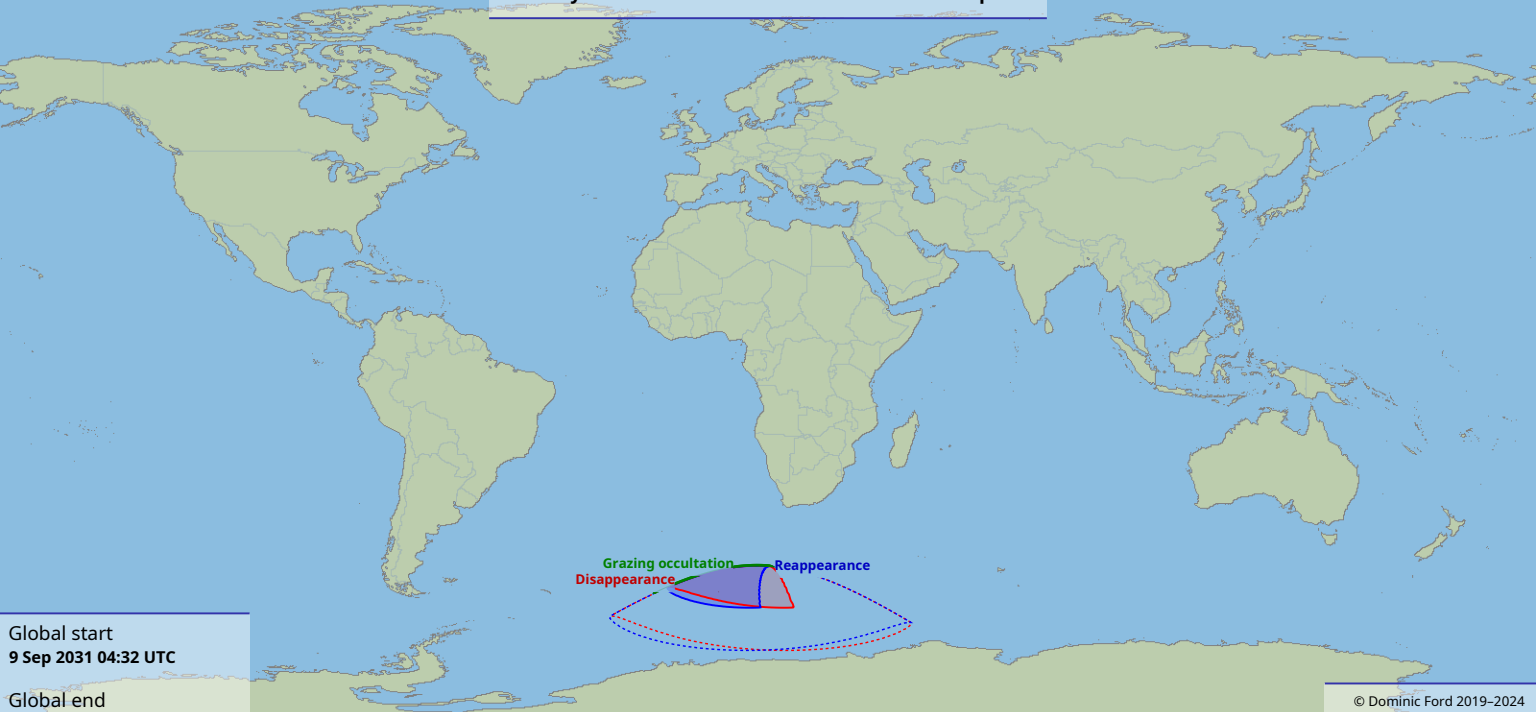 Grazing occultation
Reappearance
Disappearance
Global start
9 Sep 2031 04:32 UTC
Global end
© Dominic Ford 2019–2024